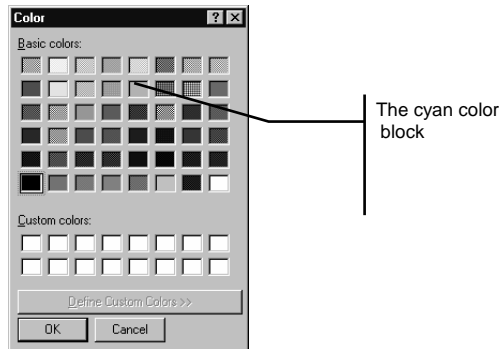 Color
Basic colors:
The cyan color
block
Custom colors:
Define Custom Colors >>
OK Cancel